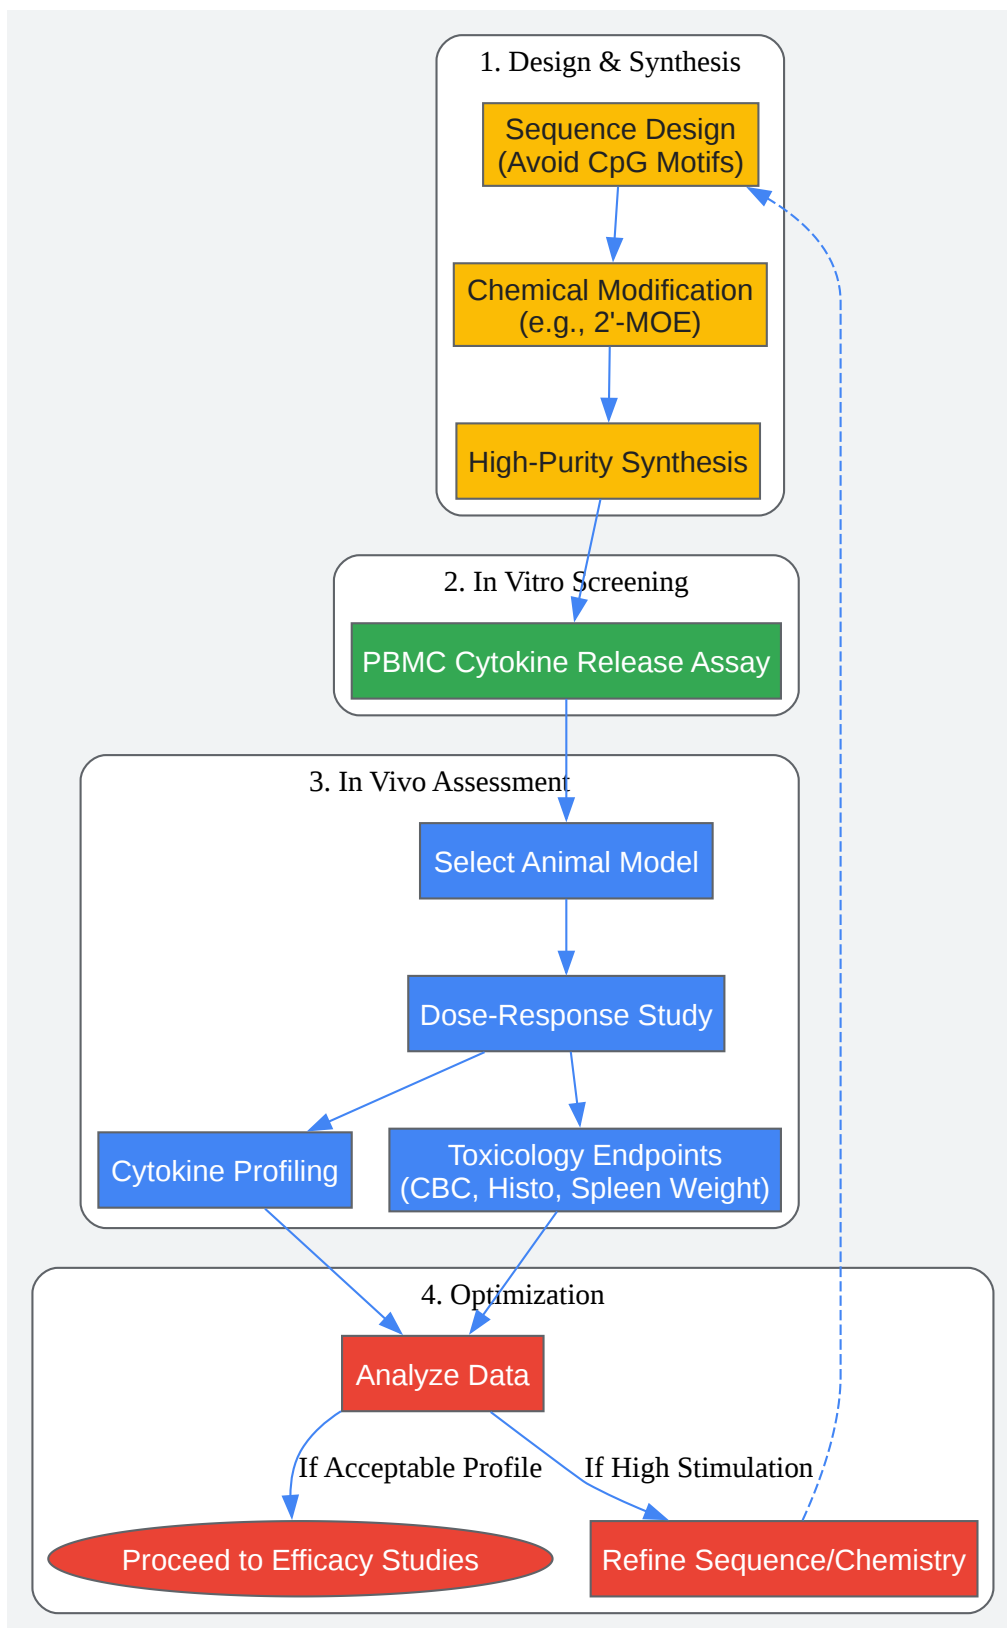 1. Design & Synthesis
Sequence Design
(Avoid CpG Motifs)
Chemical Modification
(e.g., 2'-MOE)
High-Purity Synthesis
2. In Vitro Screening
PBMC Cytokine Release Assay
3. In Vivo Assessment
Select Animal Model
Dose-Response Study
Cytokine Profiling
Toxicology Endpoints
(CBC, Histo, Spleen Weight)
4. Optimization
Analyze Data
If Acceptable Profile
If High Stimulation
Proceed to Efficacy Studies
Refine Sequence/Chemistry